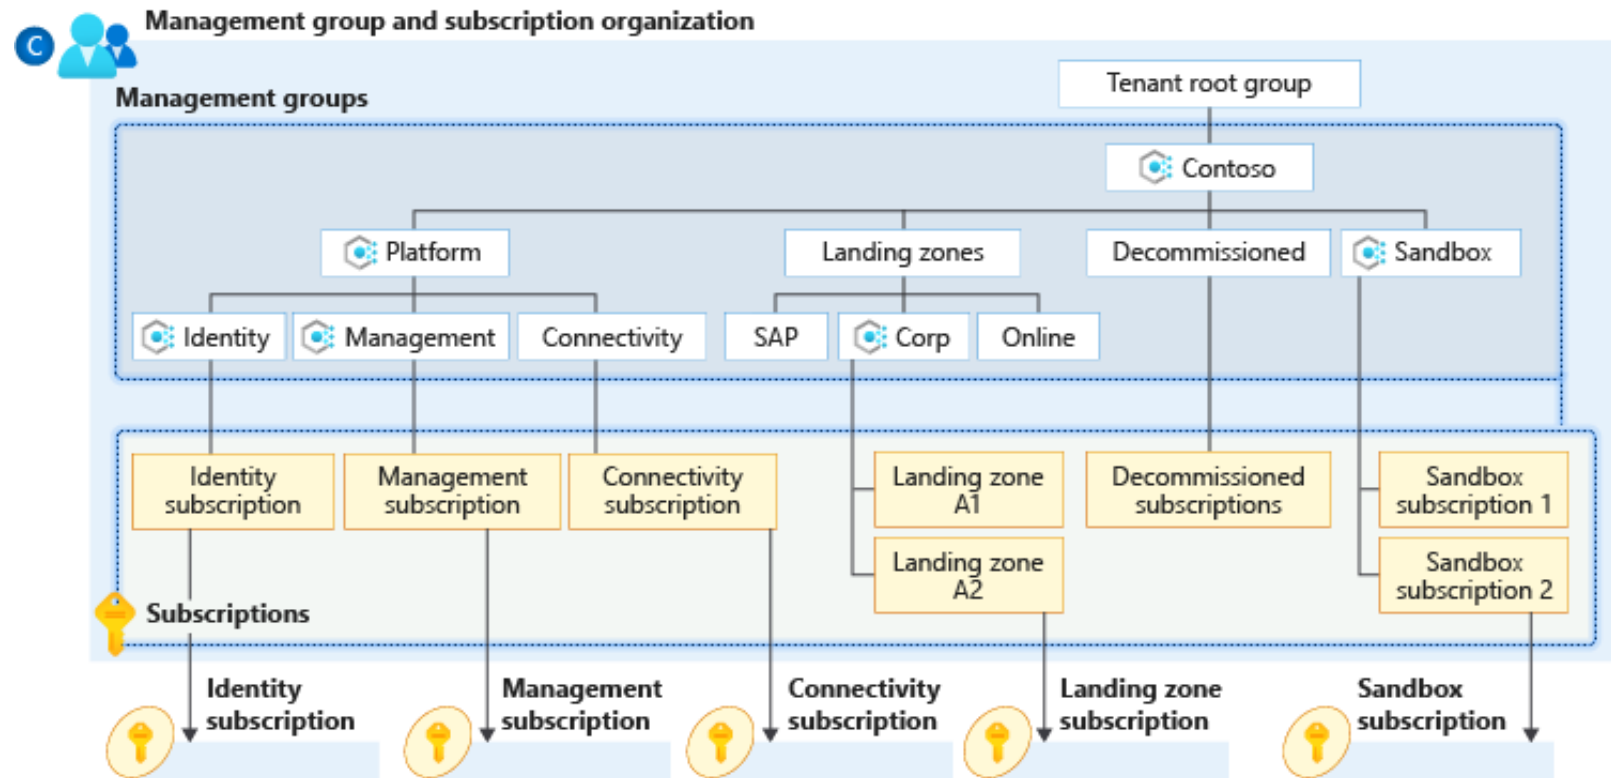 Management group and subscription organization
C
Management groups
Tenant root group
Contoso
Platform
Landing zones
Decommissioned
Sandbox
Identity
Management
Connectivity
SAP
Corp
Online
Identity
subscription
Management
subscription
Connectivity
subscription
Landing zone
A1
Decommissioned
subscriptions
Sandbox
subscription 1
Landing zone
A2
Sandbox
subscription 2
Subscriptions
Identity
subscription
Management
subscription
Connectivity
subscription
Landing zone
subscription
Sandbox
subscription